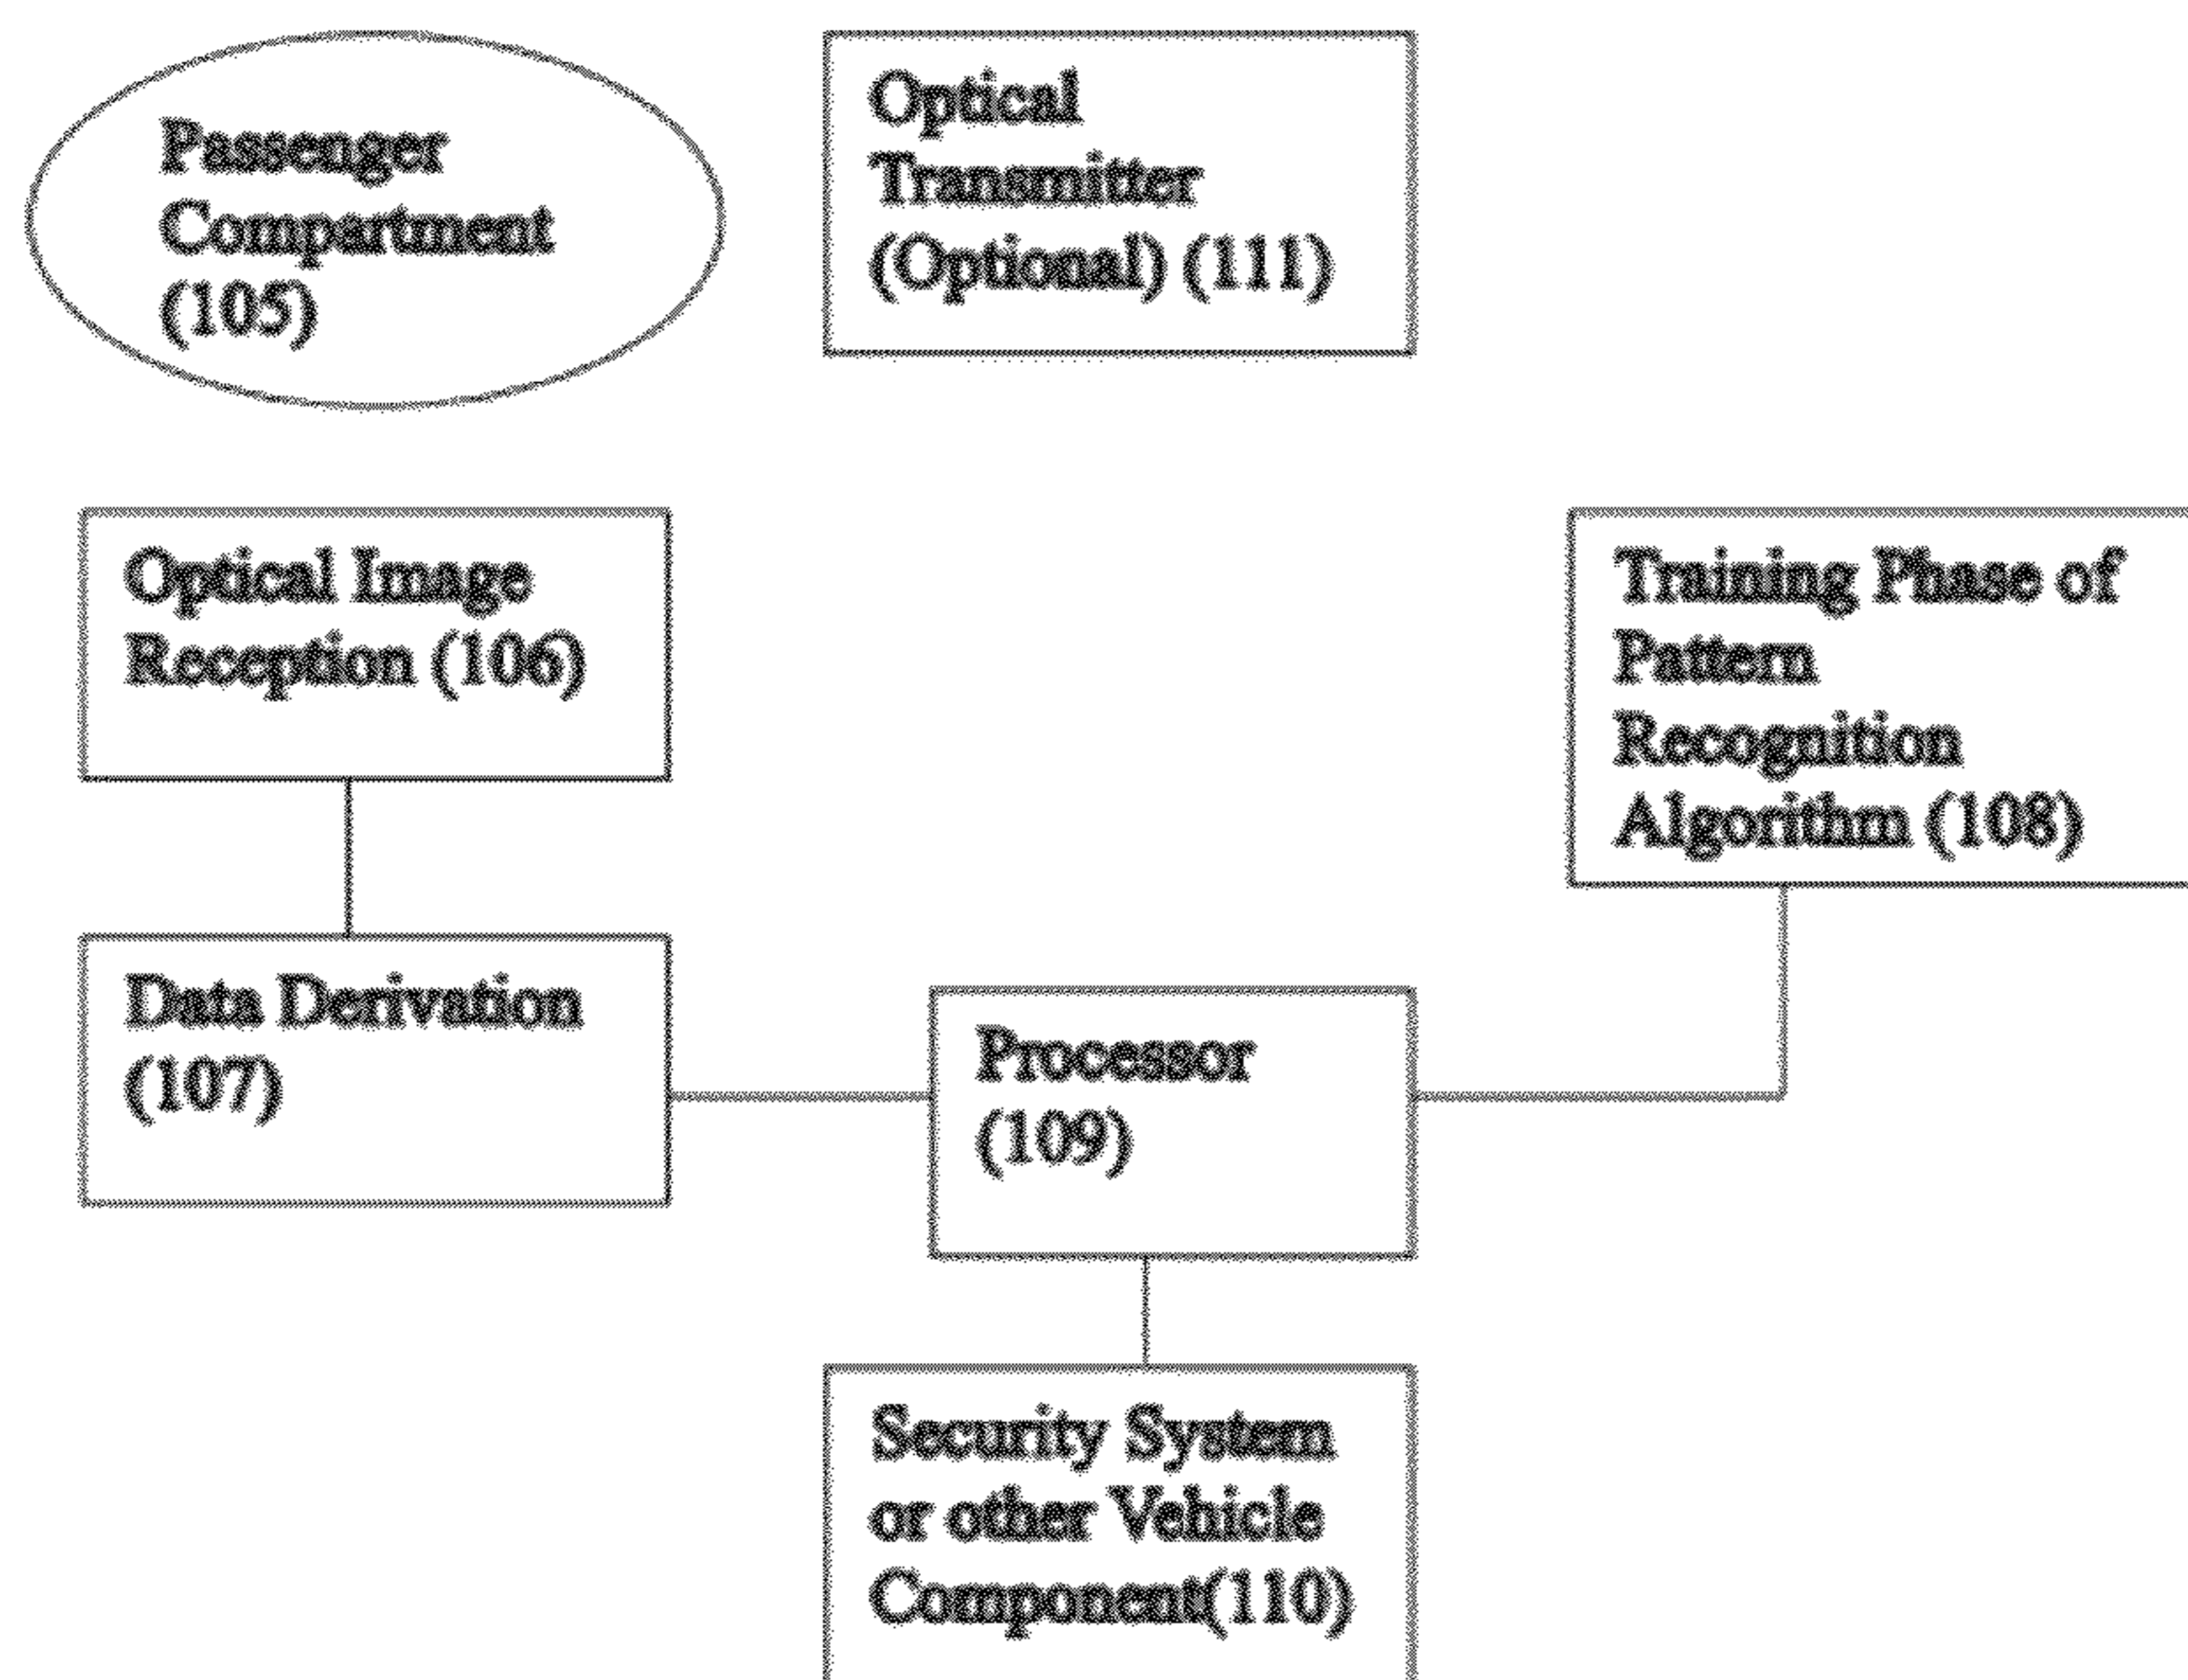 Passenger
Compartment
(105)
Optical
Transmitter
(Optional) (111)
Optical Image
Reception (106)
Training Phase of
Pattern
Recognition
Algorithm (108)
Data Derivation
(107)
Processor
(109)
Security System
or other Vehicle
Component(110)